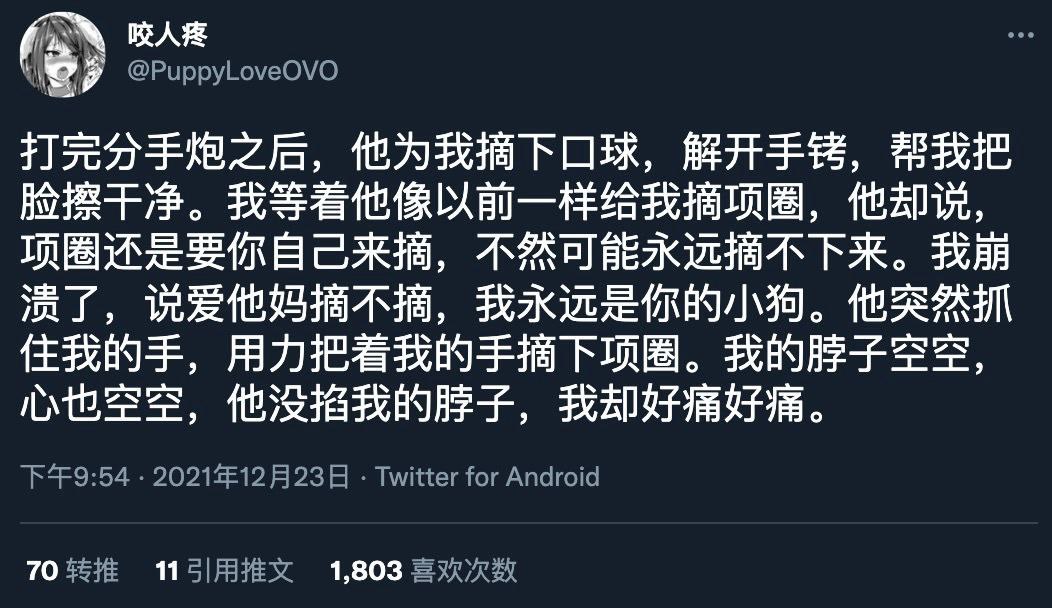 咬人疼
@PuppyLoveOVO
打完分手炮之后，他为我摘下口球，解开手铐，帮我把
脸擦干净。我等着他像以前一样给我摘项圈，他却说，
项圈还是要你自己来摘，不然可能永远摘不下来。我崩
溃了，说爱他妈摘不摘，我永远是你的小狗。他突然抓
住我的手，用力把着我的手摘下项圈。我的脖子空空，
心也空空，他没掐我的脖子，我却好痛好痛。
下午9:54 · 2021年12月23日 · Twitter for Android
70 转推 11 引用推文 1,803 喜欢次数